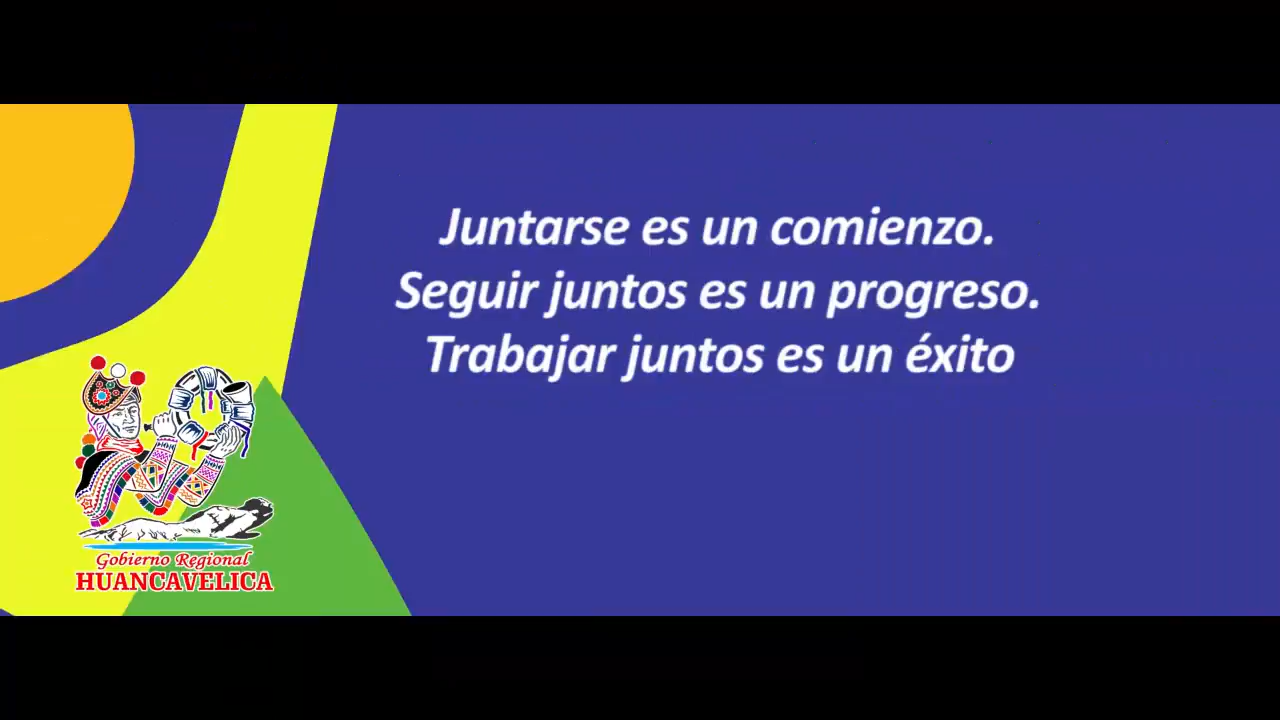 Juntarse es un comienzo.
Seguir juntos es un progreso.
Trabajar juntos es un éxito
Gobierno Regional
HUANCAVELICA